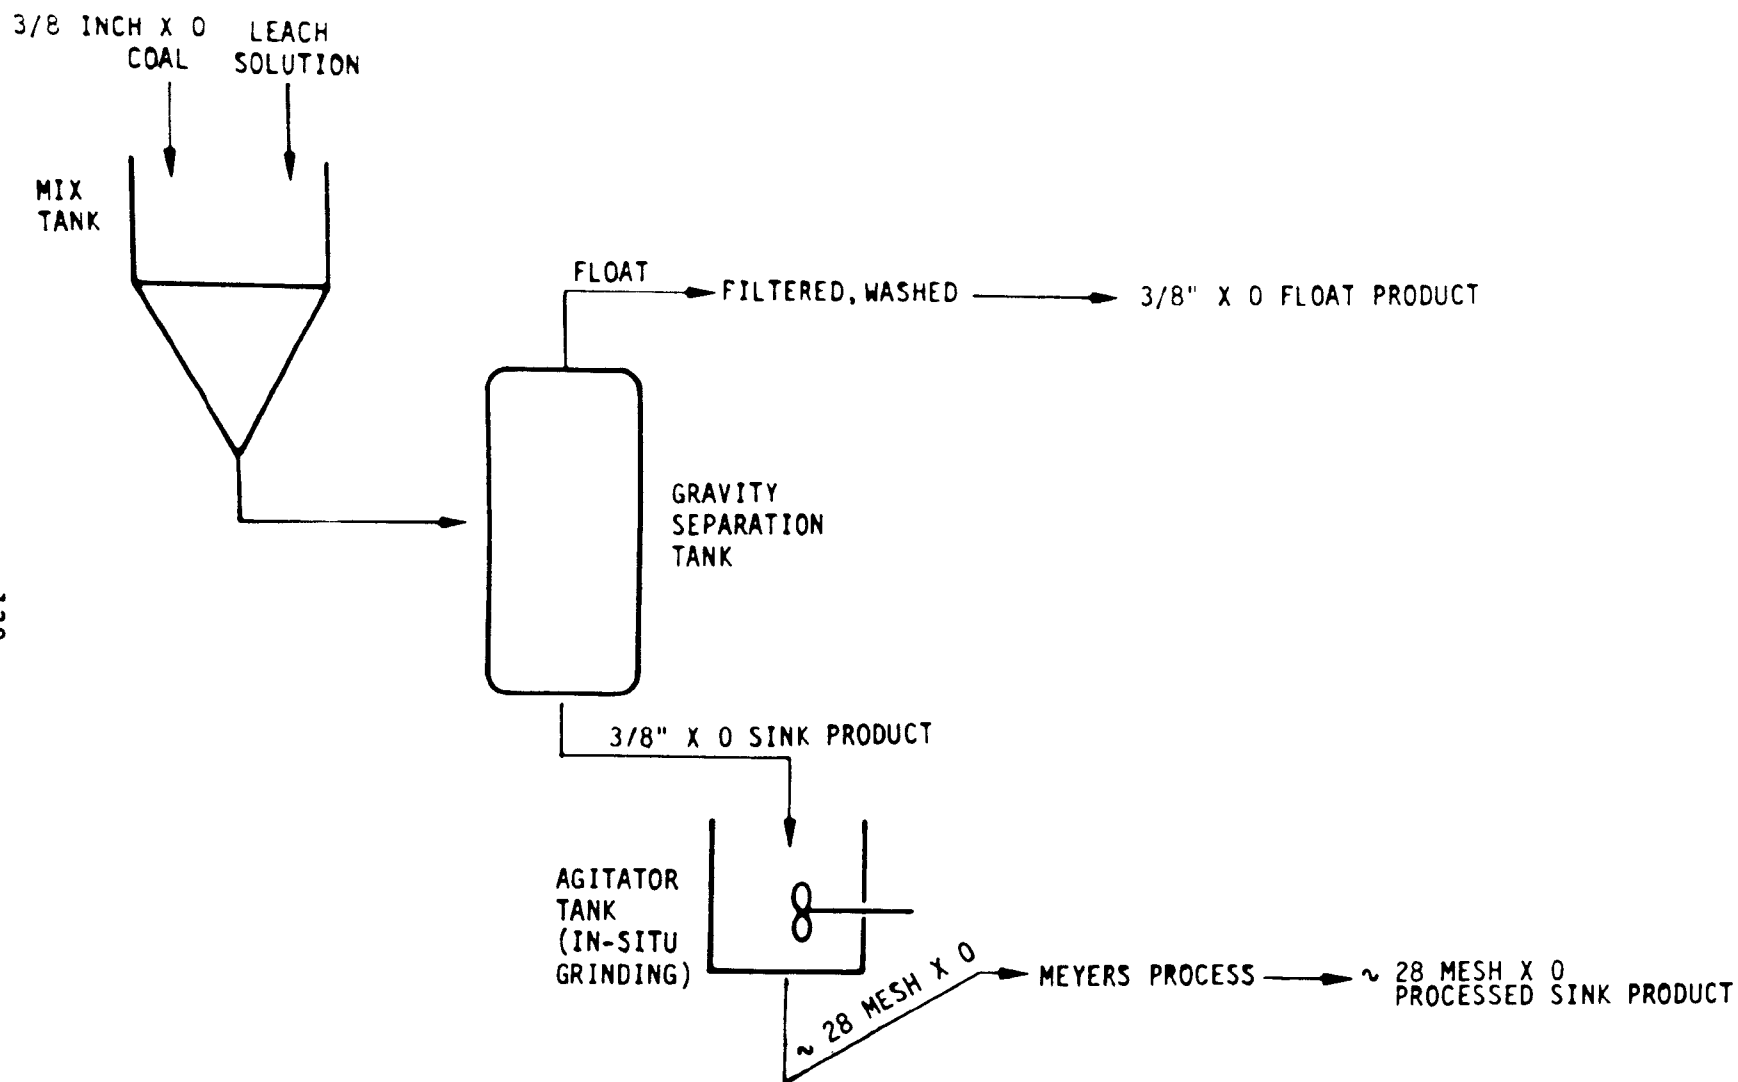 3/8 INCH X 0
COAL
LEACH
SOLUTION
MIX
TANK
FLOAT
FILTERED, WASHED
3/8" X 0 FLOAT PRODUCT
GRAVITY
SEPARATION
TANK
3/8" X 0 SINK PRODUCT
AGITATOR
TANK
(IN-SITU
GRINDING)
~ 28 MESH X 0
MEYERS PROCESS
~ 28 MESH X 0
PROCESSED SINK PRODUCT